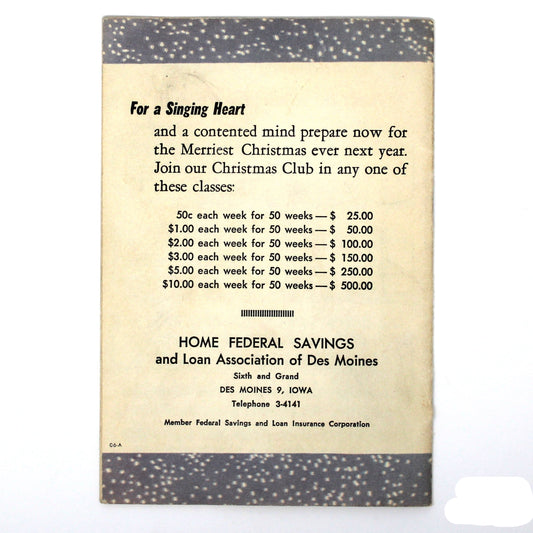 For a Singing Heart
and a contented mind prepare now for
the Merriest Christmas ever next year.
Join our Christmas Club in any one of
these classes:
50c each week for 50 weeks — $ 25.00
$1.00 each week for 50 weeks — $ 50.00
$2.00 each week for 50 weeks — $ 100.00
$3.00 each week for 50 weeks — $ 150.00
$5.00 each week for 50 weeks — $ 250.00
$10.00 each week for 50 weeks — $ 500.00
HOME FEDERAL SAVINGS
and Loan Association of Des Moines
Sixth and Grand
DES MOINES 9, IOWA
Telephone 3-4141
Member Federal Savings and Loan Insurance Corporation